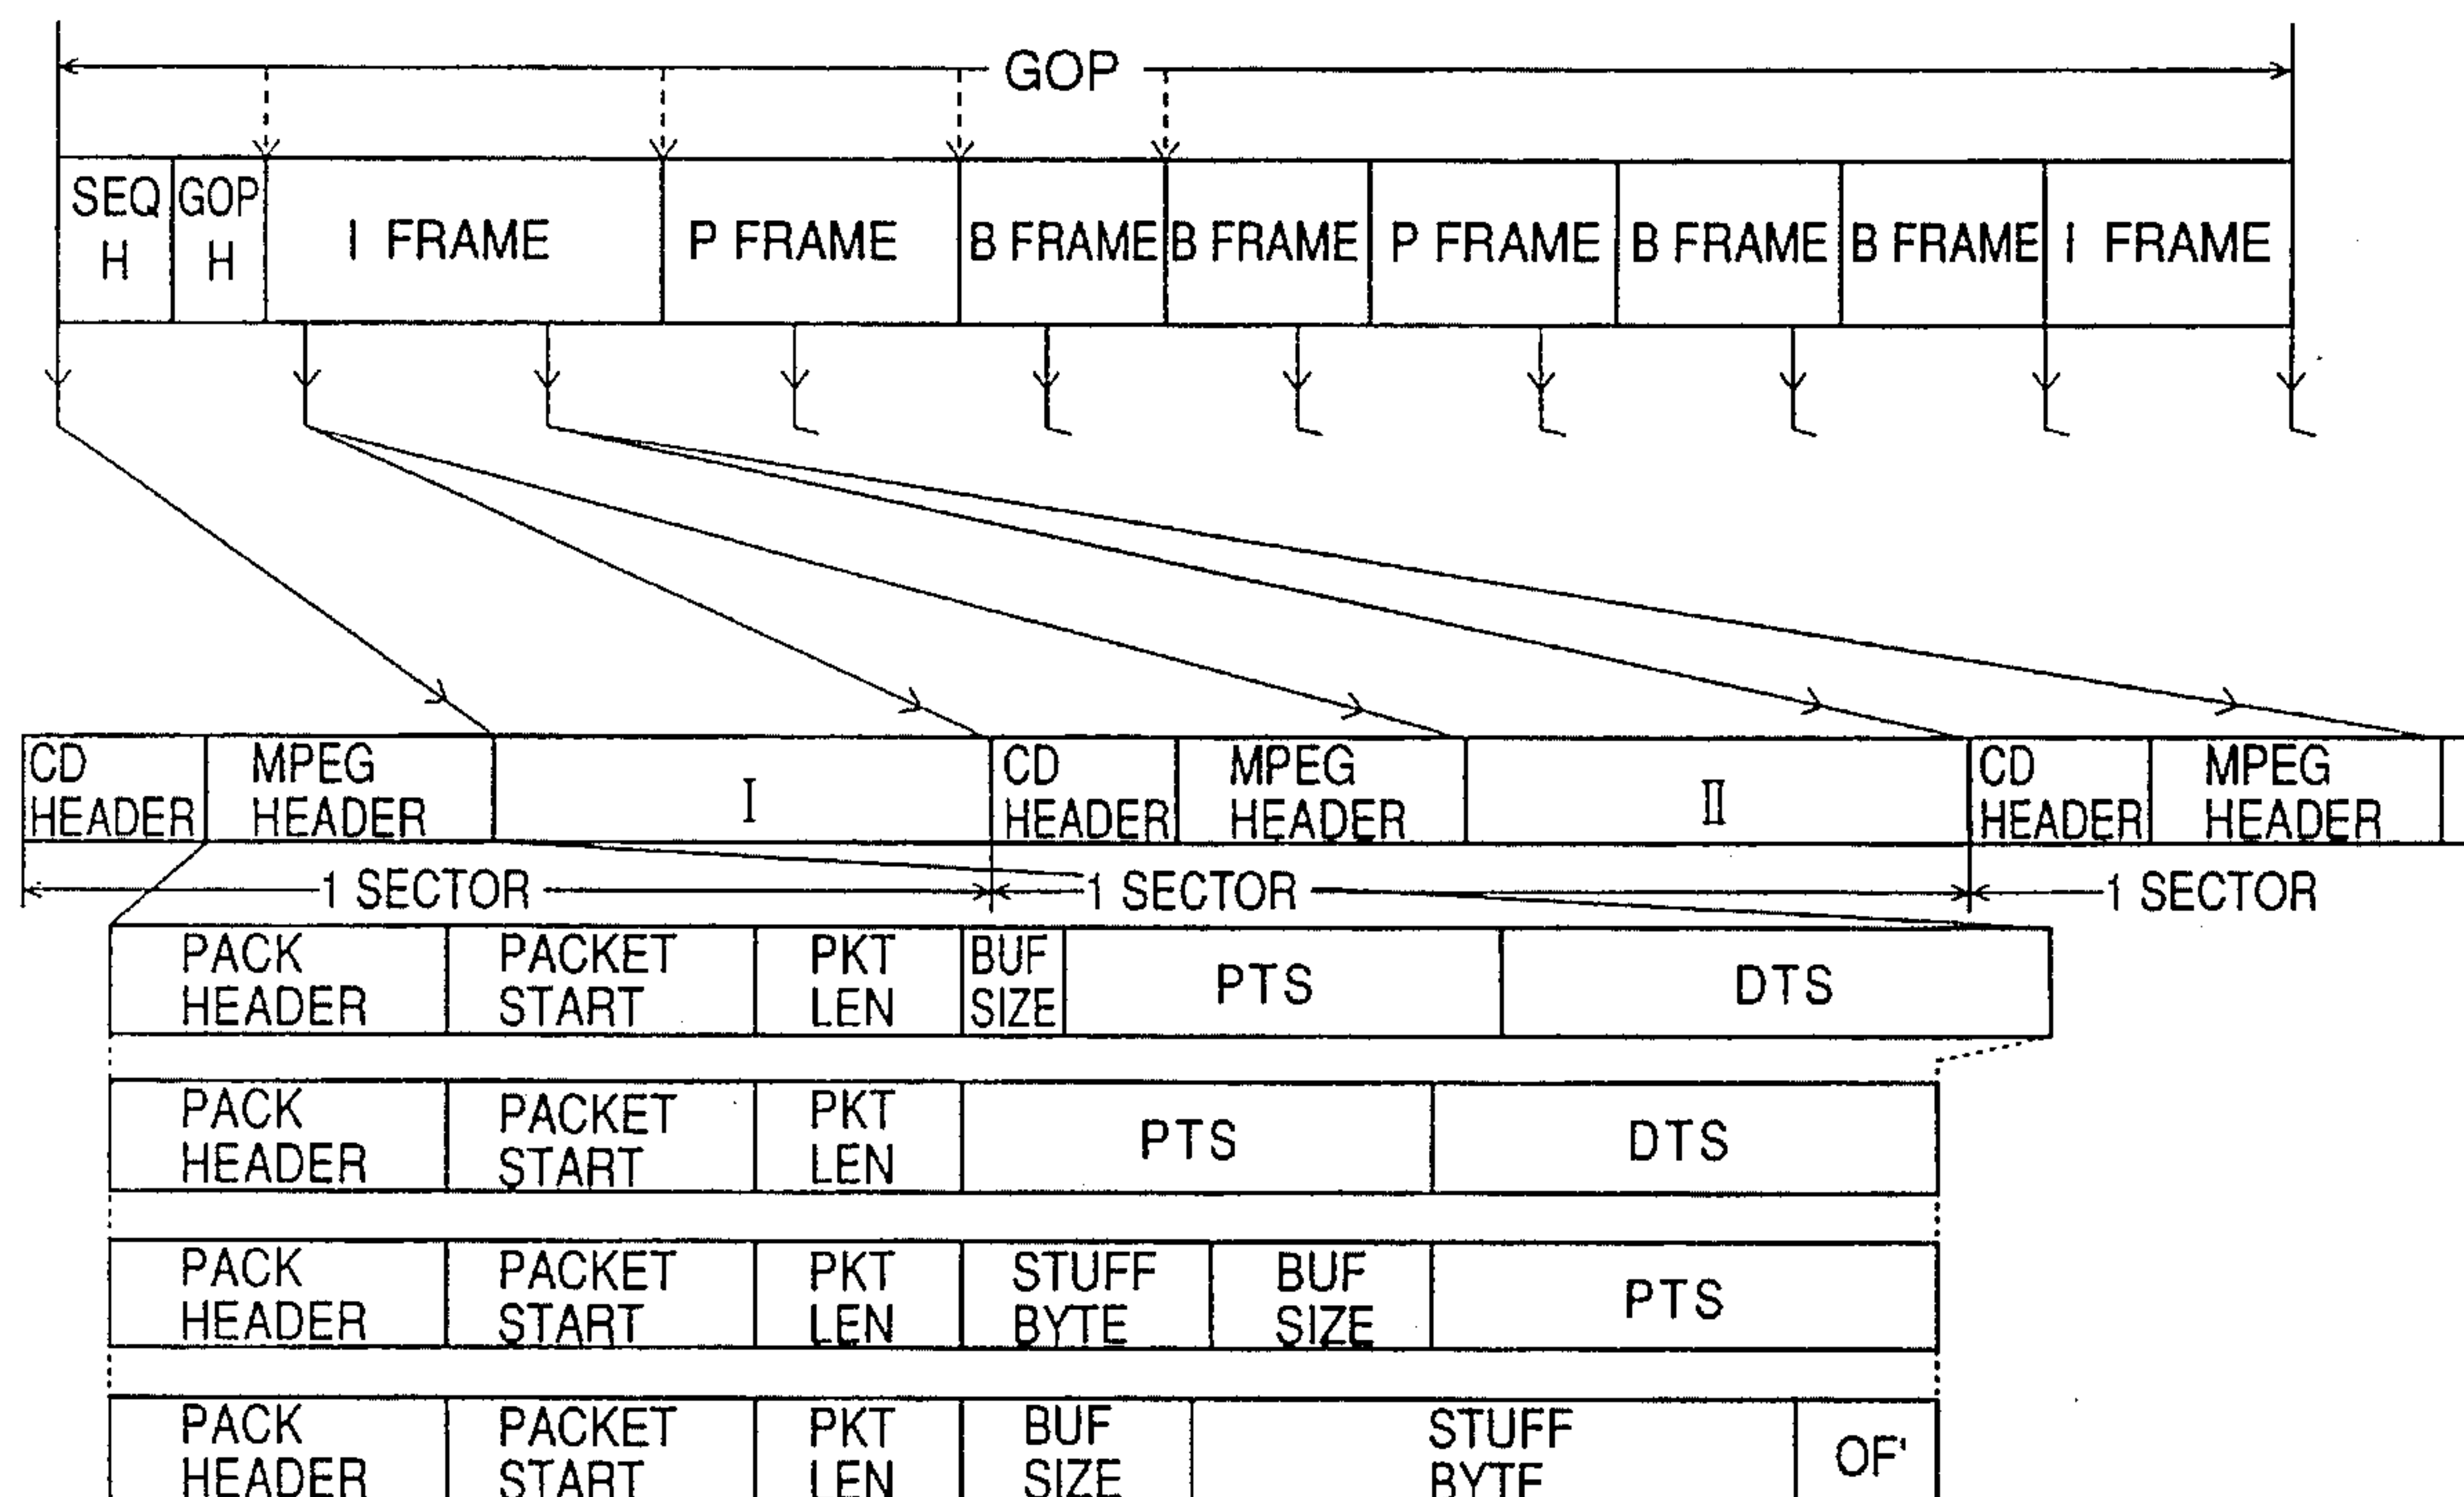 GOP
SEQ H GOP H I FRAME P FRAME B FRAME B FRAME P FRAME B FRAME B FRAME I FRAME
CD HEADER MPEG HEADER I CD HEADER MPEG HEADER II CD HEADER MPEG HEADER
1 SECTOR 1 SECTOR 1 SECTOR
PACK HEADER PACKET START PKT LEN BUF SIZE PTS DTS
PACK HEADER PACKET START PKT LEN PTS DTS
PACK HEADER PACKET START PKT LEN STUFF BYTE BUF SIZE PTS
PACK HEADER PACKET START PKT LEN BUF SIZE STUFF BYTE OF'